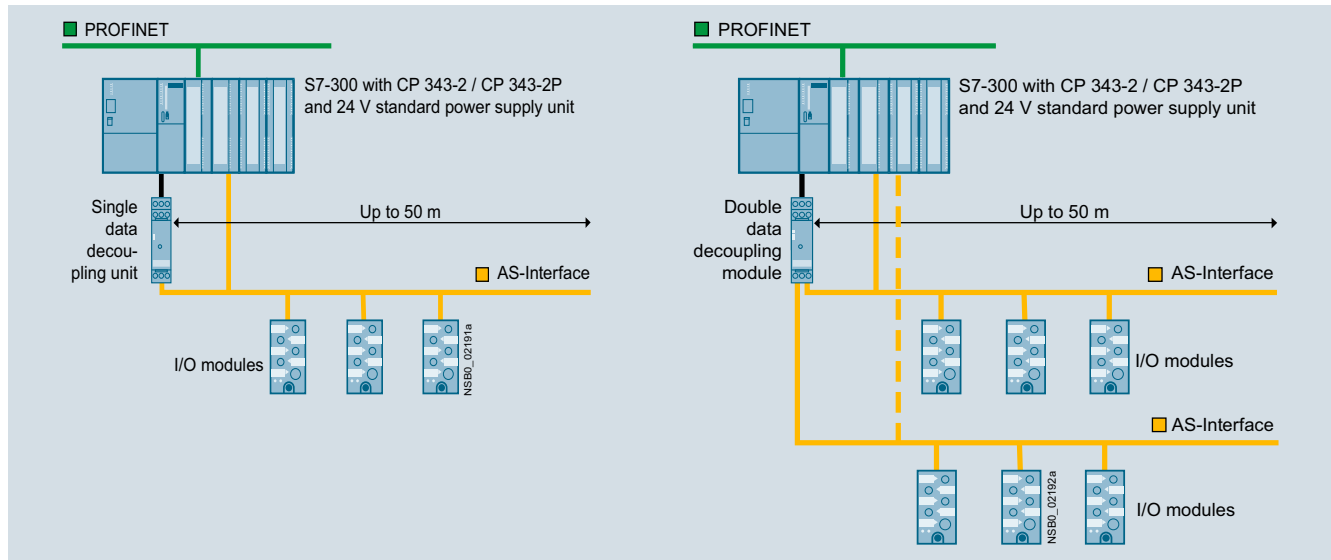 PROFINET
S7-300 with CP 343-2 / CP 343-2P
and 24 V standard power supply unit
Single
data
decou-
pling unit
Up to 50 m
AS-Interface
I/O modules
NSB0_02191a
PROFINET
S7-300 with CP 343-2 / CP 343-2P
and 24 V standard power supply unit
Double
data
decoupling
module
Up to 50 m
AS-Interface
I/O modules
AS-Interface
I/O modules
NSB0_02192a